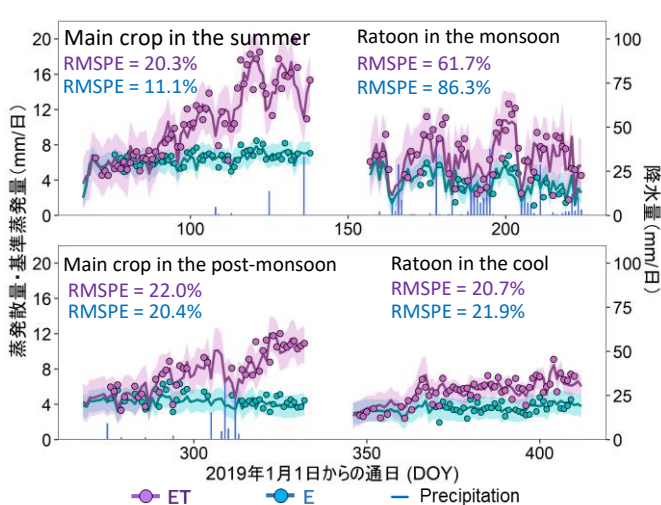 Main crop in the summer
RMSPE = 20.3%
RMSPE = 11.1%
Ratoon in the monsoon
RMSPE = 61.7%
RMSPE = 86.3%
20
16
12
8
4
0
100
75
50
25
0
100
150
200
Main crop in the post-monsoon
RMSPE = 22.0%
RMSPE = 20.4%
Ratoon in the cool
RMSPE = 20.7%
RMSPE = 21.9%
20
16
12
8
4
0
100
75
50
25
0
300
350
400
蒸発散量・基準蒸発量(mm/日)
降水量(mm/日)
2019年1月1日からの通日 (DOY)
ET
E
Precipitation